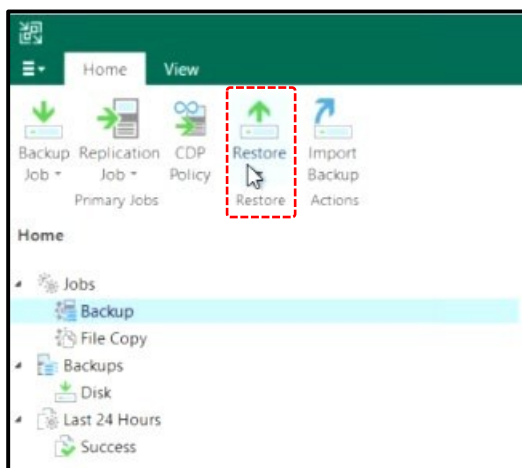 Home View
Backup Replication CDP Restore Import
Job Job Policy Backup
Primary Jobs Restore Actions
Home
Jobs
Backup
File Copy
Backups
Disk
Last 24 Hours
Success